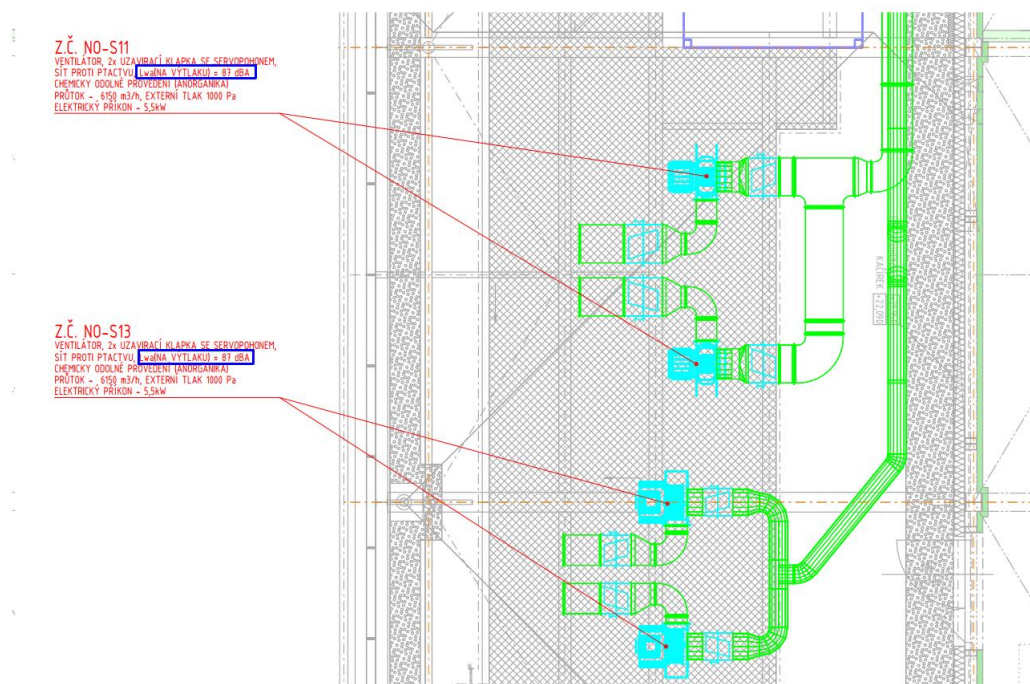 Z.Č. NO-S11
VENTILÁTOR, 2x UZAVÍRACÍ KLAPKA SE SERVOPOHONEM,
SÍŤ PROTI PTACTVU, Lwa(NA VÝTLAKU) = 87 dBA
CHEMICKY ODOLNÉ PROVEDENÍ (ANORGANIKA)
PRŮTOK - 6150 m3/h, EXTERNÍ TLAK 1000 Pa
ELEKTRICKÝ PŘÍKON - 5,5kW
KAČÍREK
+27,090
Z.Č. NO-S13
VENTILÁTOR, 2x UZAVÍRACÍ KLAPKA SE SERVOPOHONEM,
SÍŤ PROTI PTACTVU, Lwa(NA VÝTLAKU) = 87 dBA
CHEMICKY ODOLNÉ PROVEDENÍ (ANORGANIKA)
PRŮTOK - 6150 m3/h, EXTERNÍ TLAK 1000 Pa
ELEKTRICKÝ PŘÍKON - 5,5kW